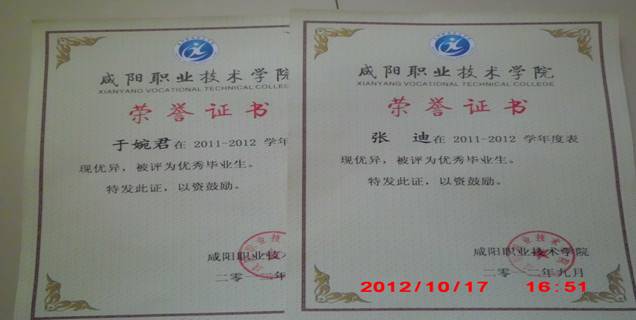 咸阳职业技术学院
XIANYANG VOCATIONAL TECHNICAL COLLEGE
荣誉证书
于婉君在 2011-2012 学年
现优异，被评为优秀毕业生。
特发此证，以资鼓励。
咸阳职业技
二零一二年
咸阳职业技术学院
XIANYANG VOCATIONAL TECHNICAL COLLEGE
荣誉证书
张 迪在 2011-2012 学年度表
现优异，被评为优秀毕业生。
特发此证，以资鼓励。
咸阳职业技术学院
二零一二年九月
2012/10/17 16:51